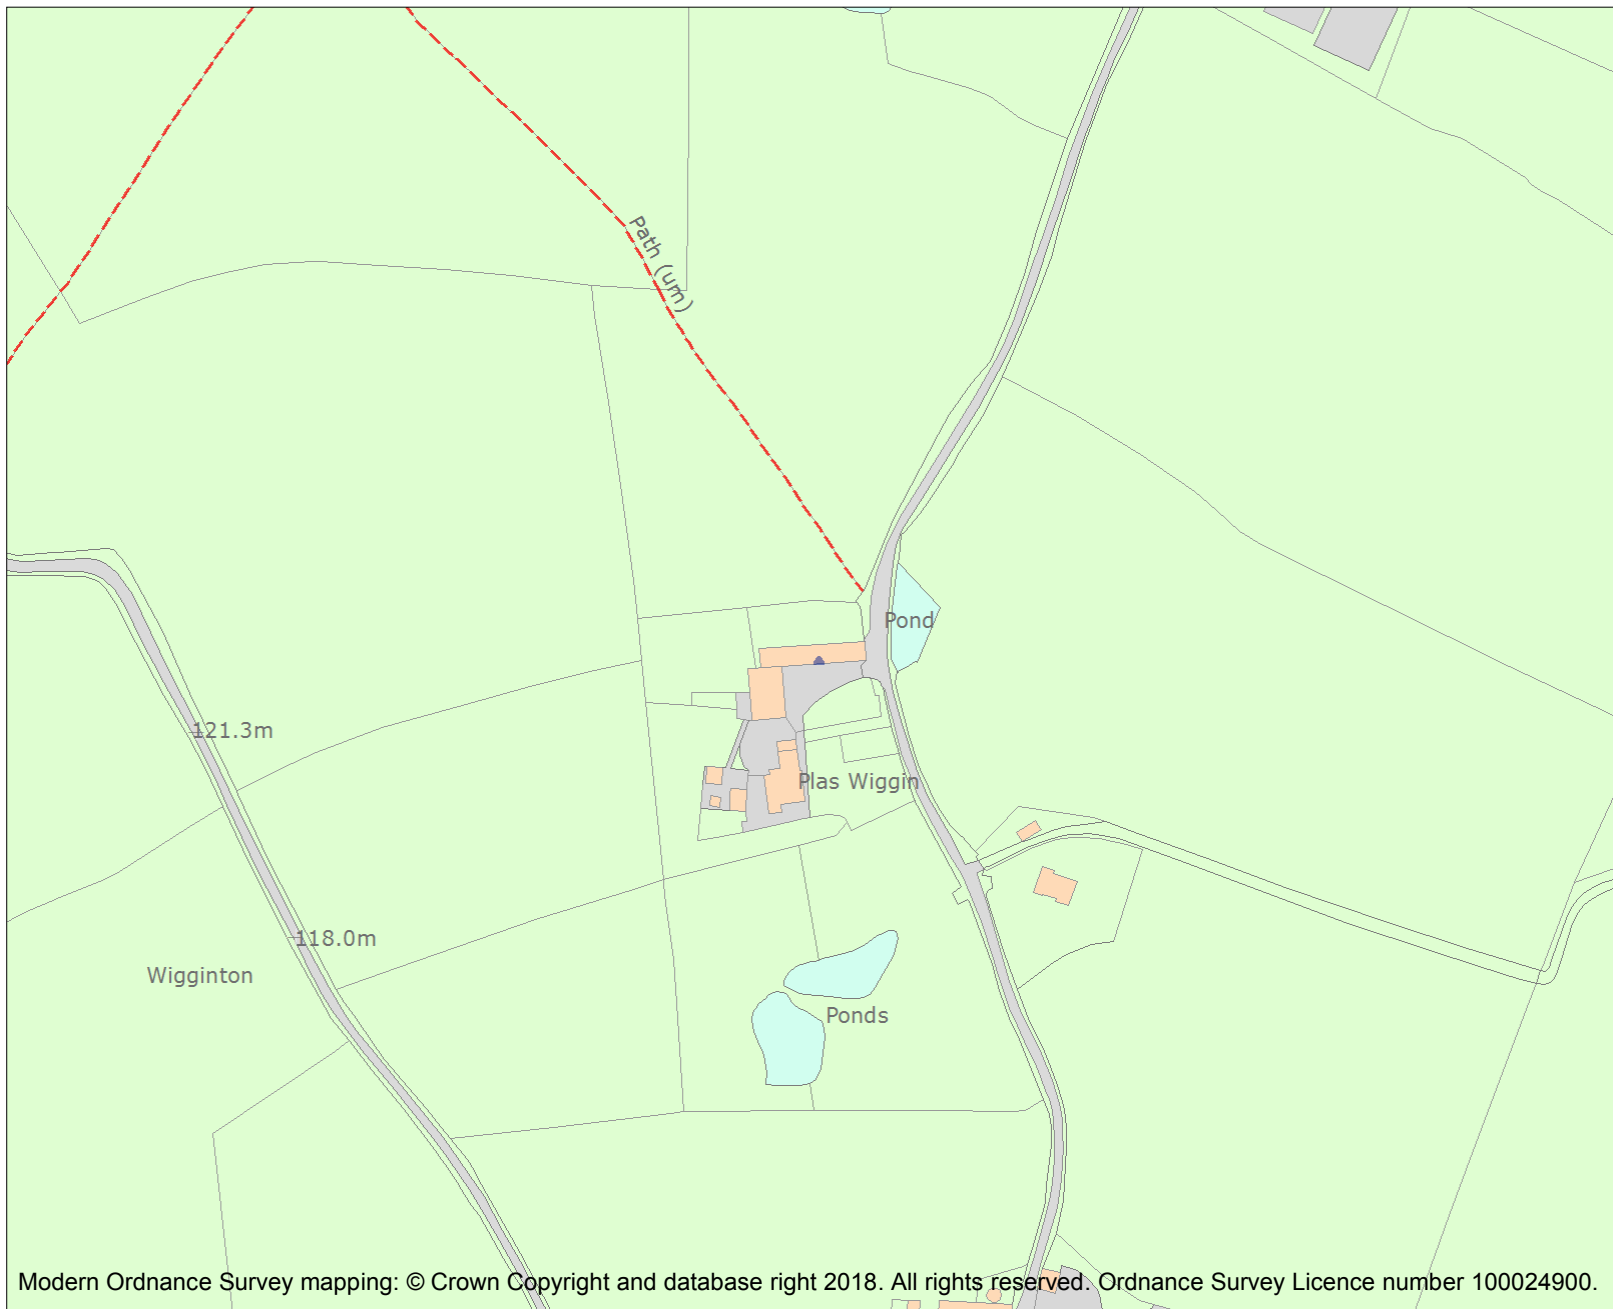 Path (um)
Pond
121.3m
Plas Wiggin
118.0m
Wigginton
Ponds
Modern Ordnance Survey mapping: © Crown Copyright and database right 2018. All rights reserved. Ordnance Survey Licence number 100024900.